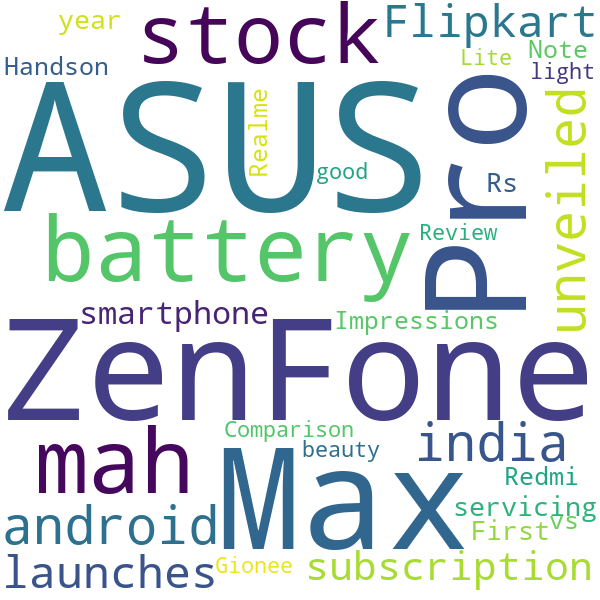 year
stock
Flipkart
Handson
Lite
Note
light
ASUS
Realme
good
Pro
Rs
unveiled
battery
Review
smartphone
Impressions
ZenFone
mah
Comparison
beauty
india
Max
Redmi
servicing
android
First
vs
launches
Gionee
subscription